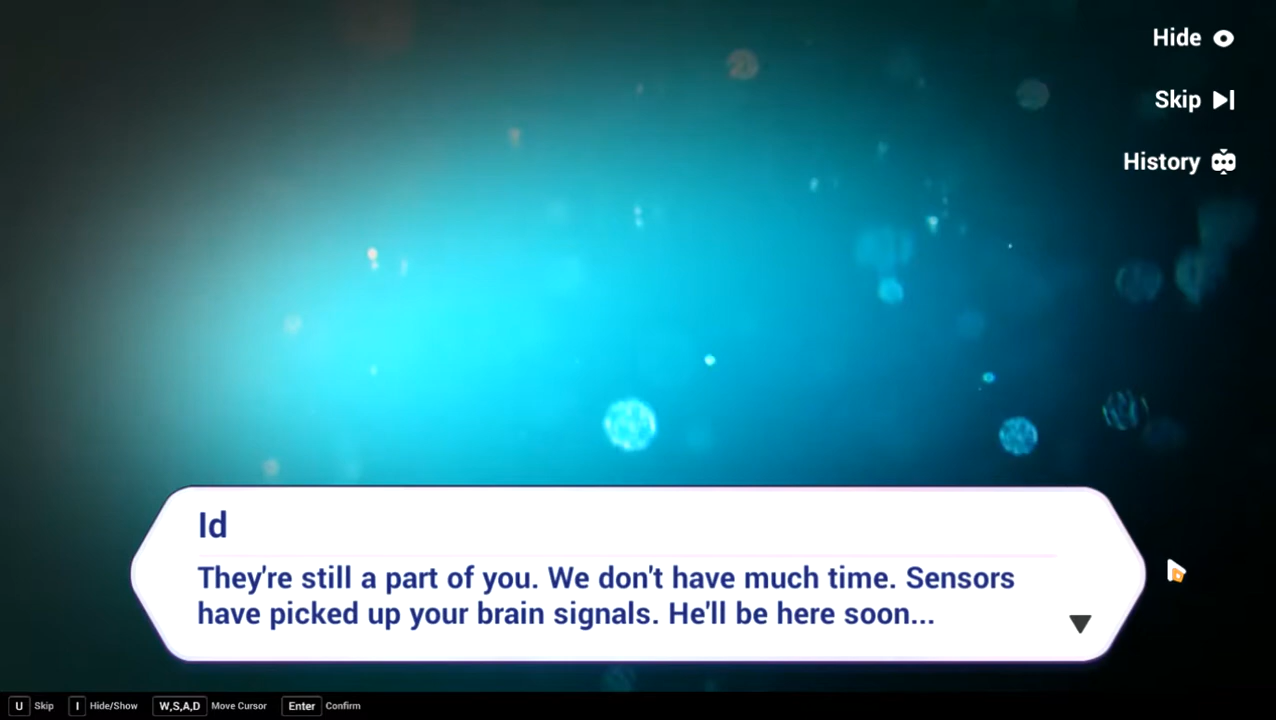 Hide
Skip
History
Id
They're still a part of you. We don't have much time. Sensors
have picked up your brain signals. He'll be here soon...
U Skip I Hide/Show W,S,A,D Move Cursor Enter Confirm